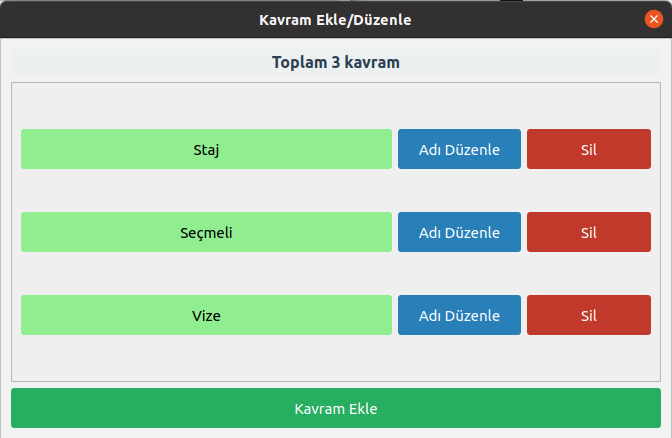 Kavram Ekle/Düzenle
Toplam 3 kavram
Staj Adı Düzenle Sil
Seçmeli Adı Düzenle Sil
Vize Adı Düzenle Sil
Kavram Ekle